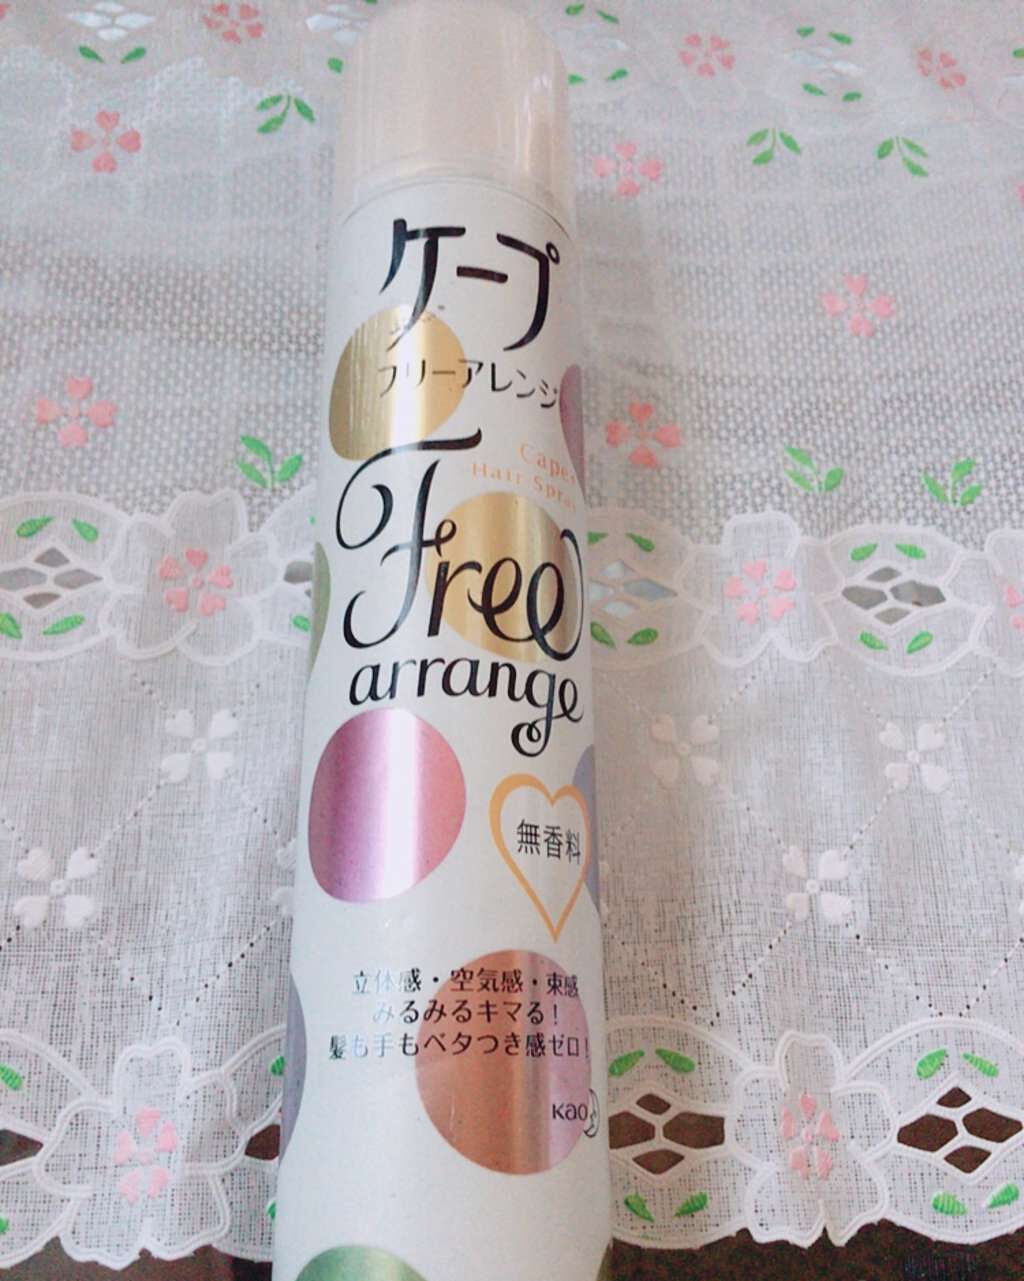 ケープ
フリーアレンジ
Cape
Hair Spray
Free
arrange
無香料
立体感・空気感・束感
みるみるキマる！
髪も手もベタつき感ゼロ！
Kao